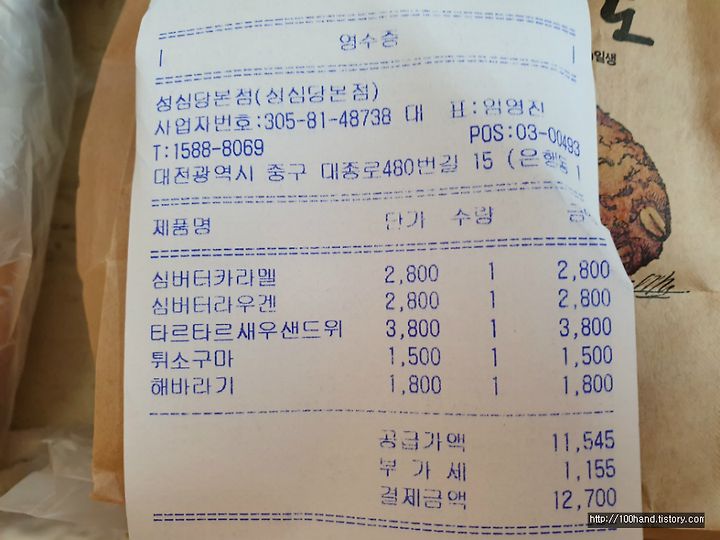 영수증
성심당본점(성심당본점)
사업자번호:305-81-48738 대 표:임영진
T:1588-8069 POS:03-00493
대전광역시 중구 대종로480번길 15 (은행동
제품명 단가 수량 금
심버터카라멜 2,800 1 2,800
심버터라우겐 2,800 1 2,800
타르타르새우샌드위 3,800 1 3,800
튀소구마 1,500 1 1,500
해바라기 1,800 1 1,800
공급가액 11,545
부 가 세 1,155
결제금액 12,700
http://100hand.tistory.com